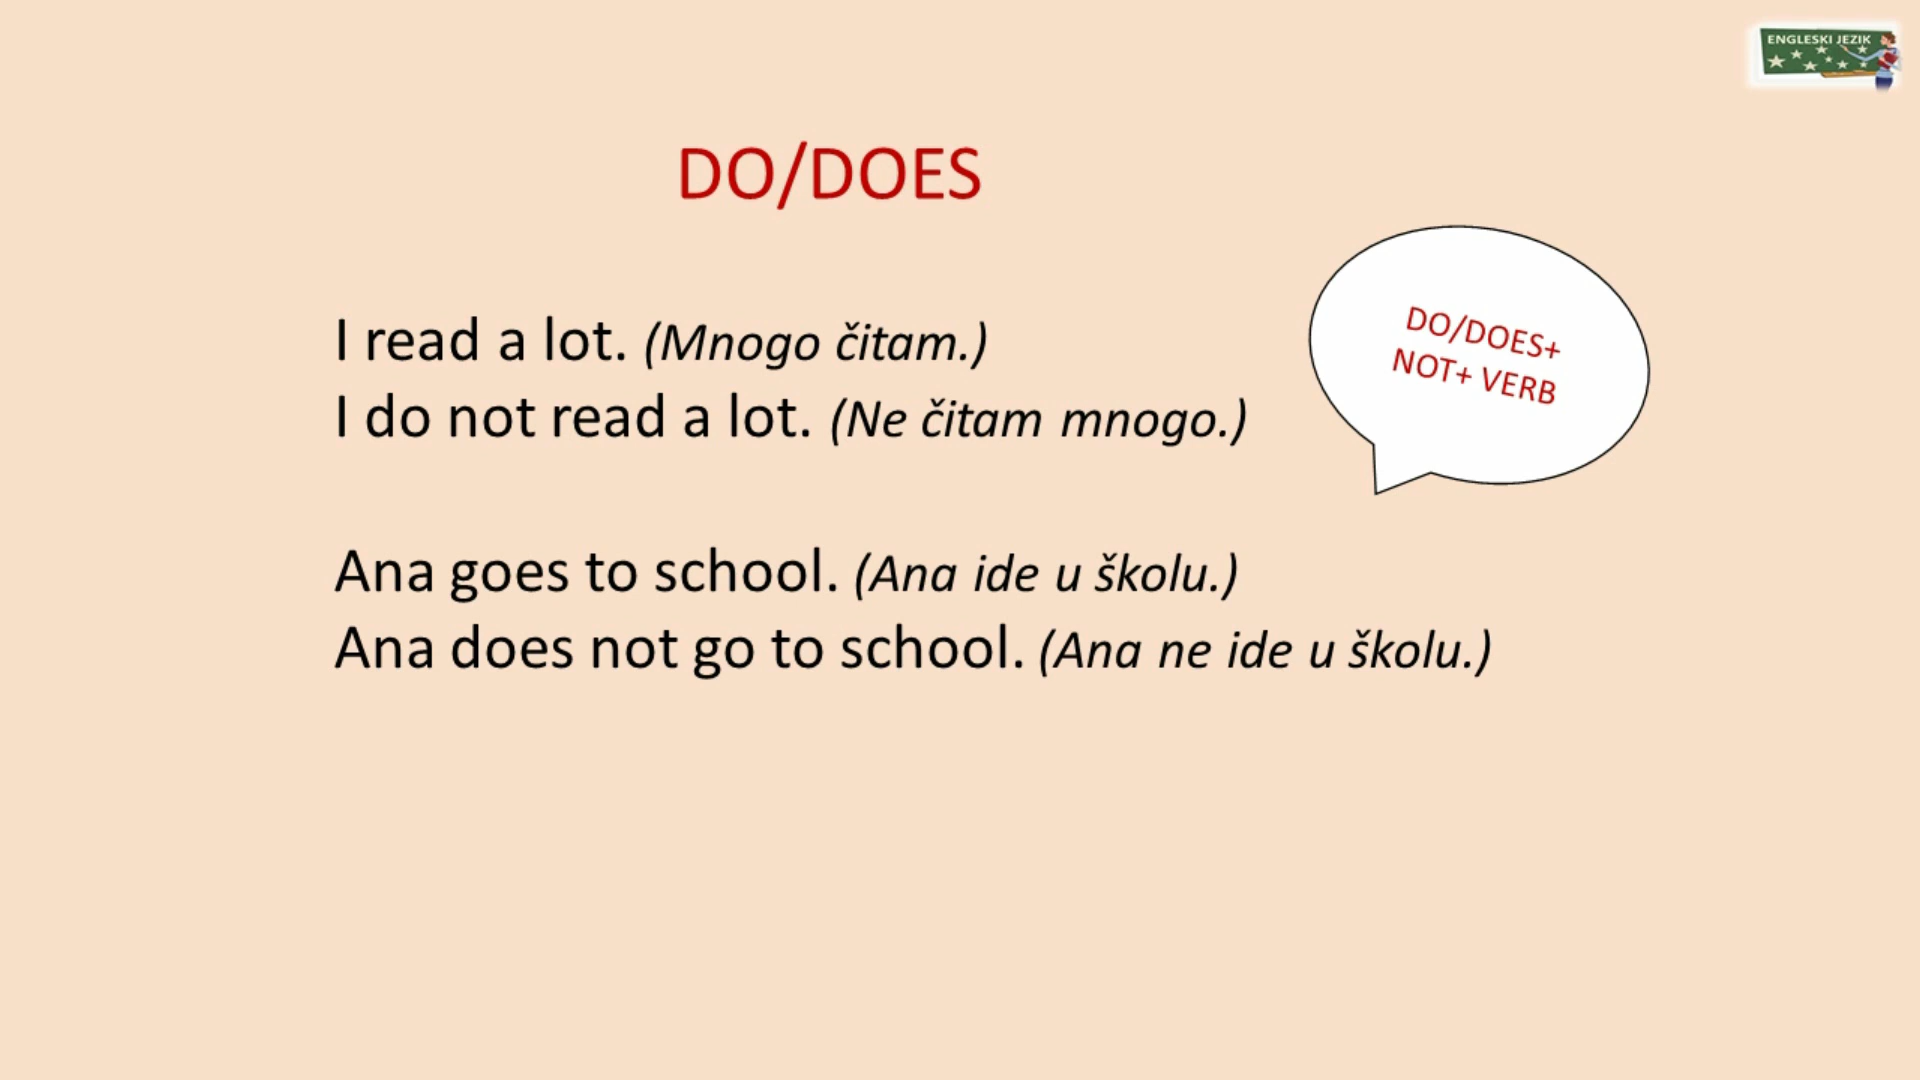 ENGLESKI JEZIK
DO/DOES
I read a lot. (Mnogo čitam.)
I do not read a lot. (Ne čitam mnogo.)
DO/DOES+
NOT+ VERB
Ana goes to school. (Ana ide u školu.)
Ana does not go to school. (Ana ne ide u školu.)